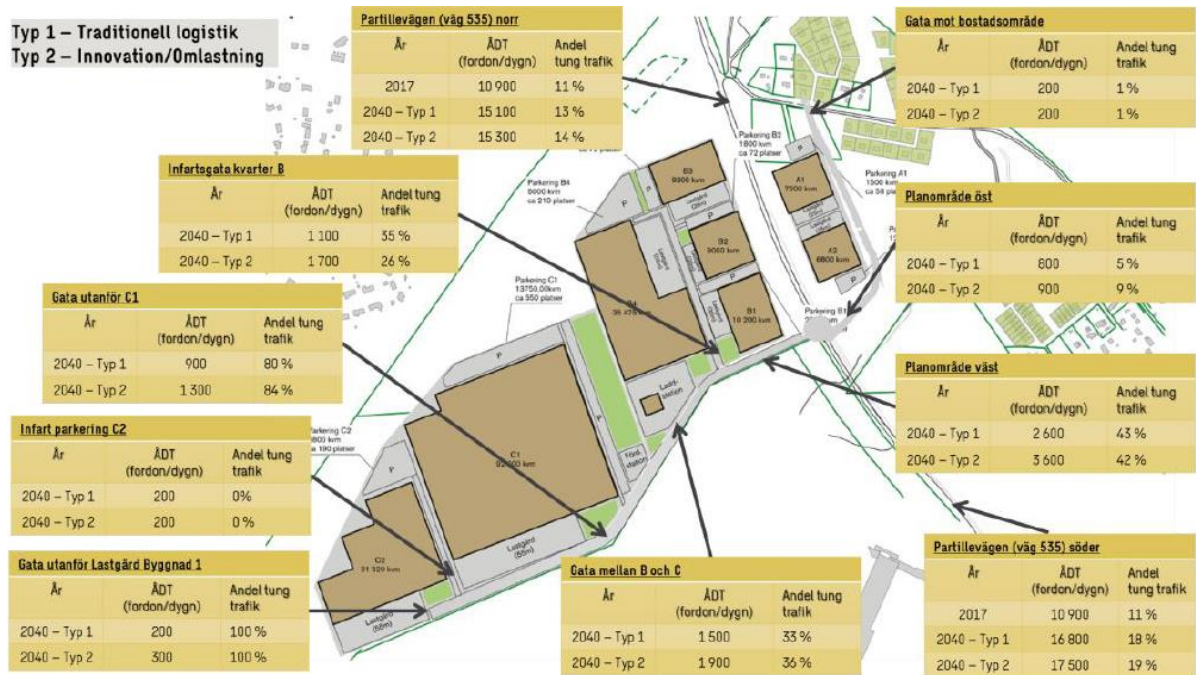 Typ 1 – Traditionell logistik
Typ 2 – Innovation/Omlastning
Partillevägen (väg 535) norr
År ÅDT (fordon/dygn) Andel tung trafik
2017 10 900 11 %
2040 – Typ 1 15 100 13 %
2040 – Typ 2 15 300 14 %
Gata mot bostadsområde
År ÅDT (fordon/dygn) Andel tung trafik
2040 – Typ 1 200 1 %
2040 – Typ 2 200 1 %
Infartsgata kvarter B
År ÅDT (fordon/dygn) Andel tung trafik
2040 – Typ 1 1 100 35 %
2040 – Typ 2 1 700 26 %
Planområde öst
År ÅDT (fordon/dygn) Andel tung trafik
2040 – Typ 1 800 5 %
2040 – Typ 2 900 9 %
Gata utanför C1
År ÅDT (fordon/dygn) Andel tung trafik
2040 – Typ 1 900 80 %
2040 – Typ 2 1 300 84 %
Planområde väst
År ÅDT (fordon/dygn) Andel tung trafik
2040 – Typ 1 2 600 43 %
2040 – Typ 2 3 600 42 %
Infart parkering C2
År ÅDT (fordon/dygn) Andel tung trafik
2040 – Typ 1 200 0%
2040 – Typ 2 200 0 %
Gata utanför Lastgård Byggnad 1
År ÅDT (fordon/dygn) Andel tung trafik
2040 – Typ 1 200 100 %
2040 – Typ 2 300 100 %
Gata mellan B och C
År ÅDT (fordon/dygn) Andel tung trafik
2040 – Typ 1 1 500 33 %
2040 – Typ 2 1 900 36 %
Partillevägen (väg 535) söder
År ÅDT (fordon/dygn) Andel tung trafik
2017 10 900 11 %
2040 – Typ 1 16 800 18 %
2040 – Typ 2 17 500 19 %
Parkering B2
1800 kvm
ca 72 platser
Parkering A1
Parkering B4
ca 210 platser
Parkering C1
13750,00kvm
ca 350 platser
ca 190 platser
Parkering B1
B3
B2
B1
10 200 kvm
A1
A2
6800 kvm
C1
C2
Ladd-
station
Lastgård
(55m)
Lastgård
P
P
P
P
P
P